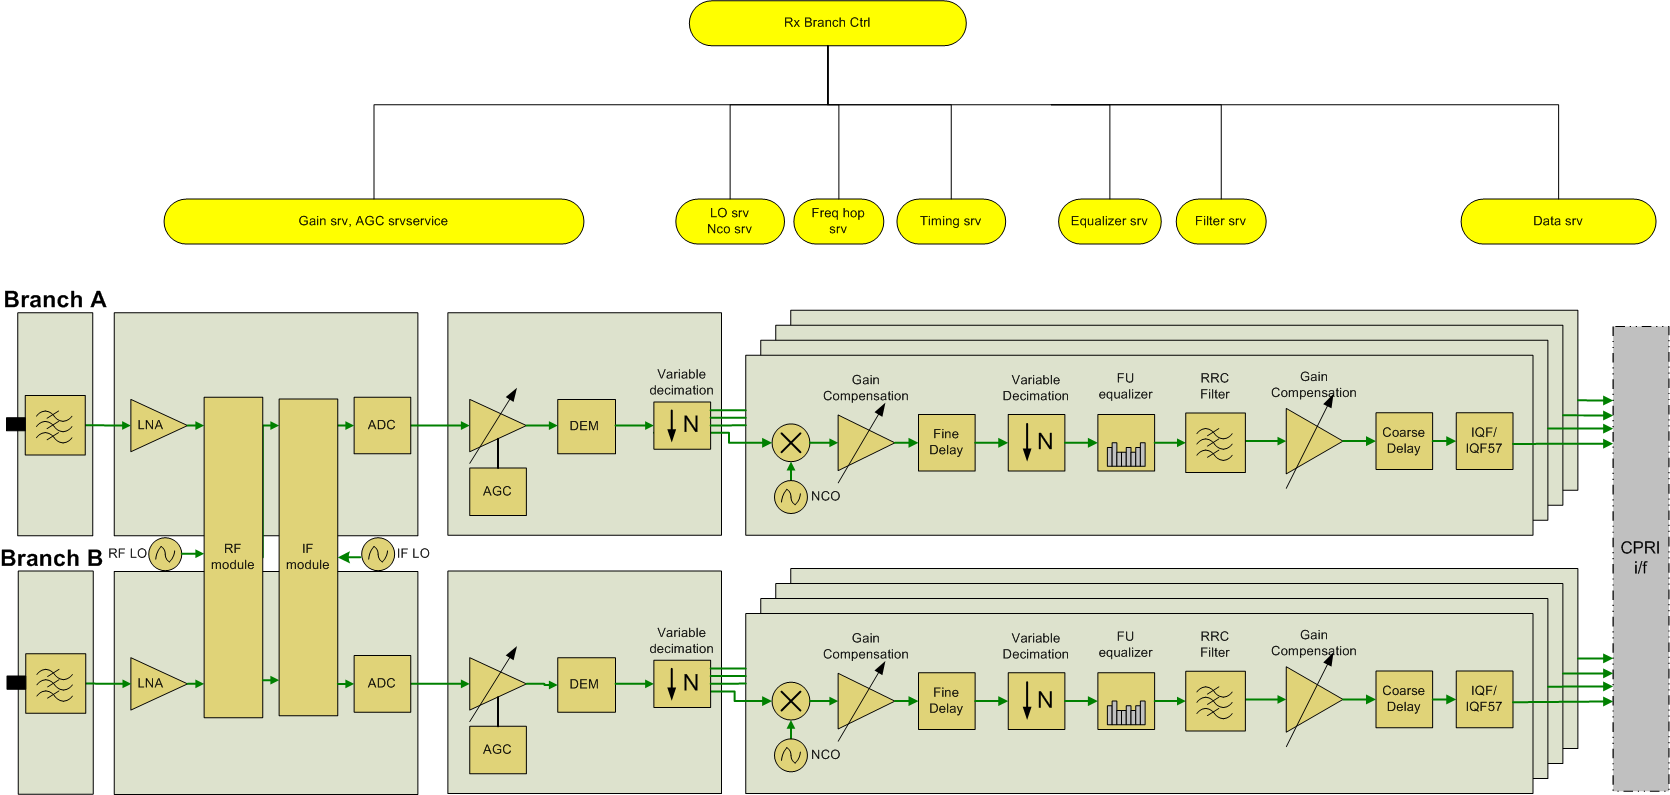 Rx Branch Ctrl
Gain srv, AGC srvservice
LO srv
Nco srv
Freq hop
srv
Timing srv
Equalizer srv
Filter srv
Data srv
Branch A
LNA
ADC
AGC
DEM
Variable
decimation
N
NCO
Gain
Compensation
Fine
Delay
Variable
Decimation
N
FU
equalizer
RRC
Filter
Gain
Compensation
Coarse
Delay
IQF/
IQF57
Branch B
RF LO
RF
module
IF
module
IF LO
CPRI
i/f
LNA
ADC
AGC
DEM
Variable
decimation
N
NCO
Gain
Compensation
Fine
Delay
Variable
Decimation
N
FU
equalizer
RRC
Filter
Gain
Compensation
Coarse
Delay
IQF/
IQF57